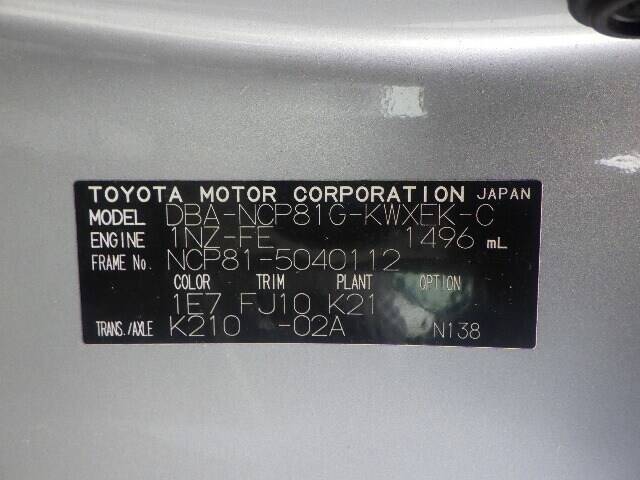 TOYOTA MOTOR CORPORATION JAPAN
MODEL DBA-NCP81G-KWXEK-C
ENGINE 1NZ-FE 1496 mL
FRAME No. NCP81-5040112
COLOR TRIM PLANT OPTION
1E7 FJ10 K21
TRANS./AXLE K210 -02A N138